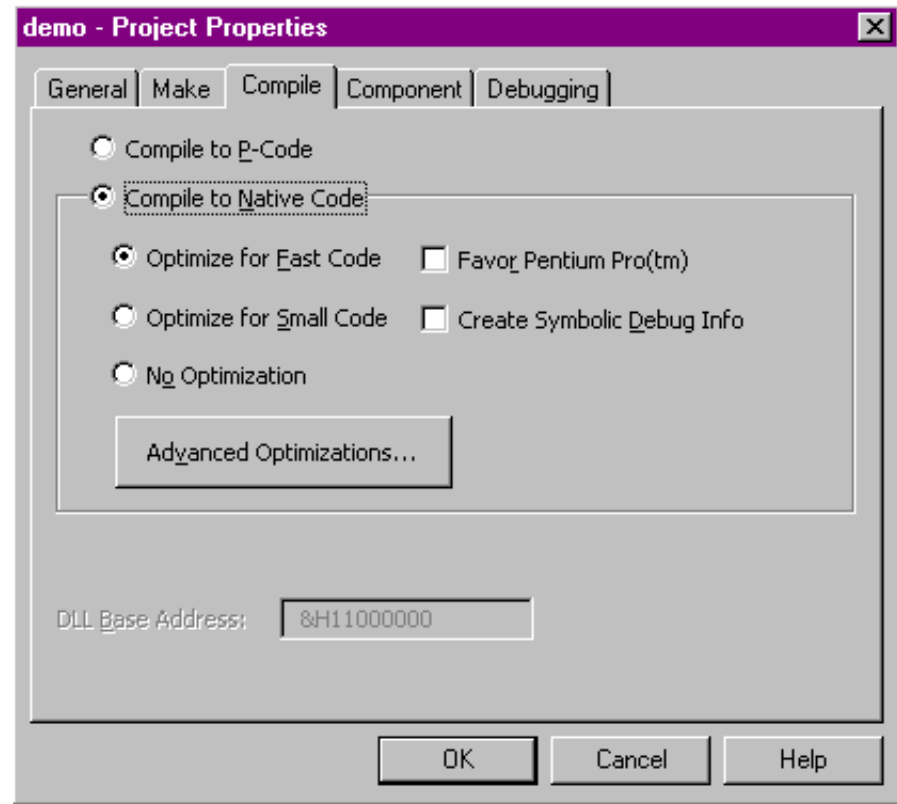 demo - Project Properties
General Make Compile Component Debugging
Compile to P-Code
Compile to Native Code
Optimize for Fast Code Favor Pentium Pro(tm)
Optimize for Small Code Create Symbolic Debug Info
No Optimization
Advanced Optimizations...
DLL Base Address: &H11000000
OK Cancel Help